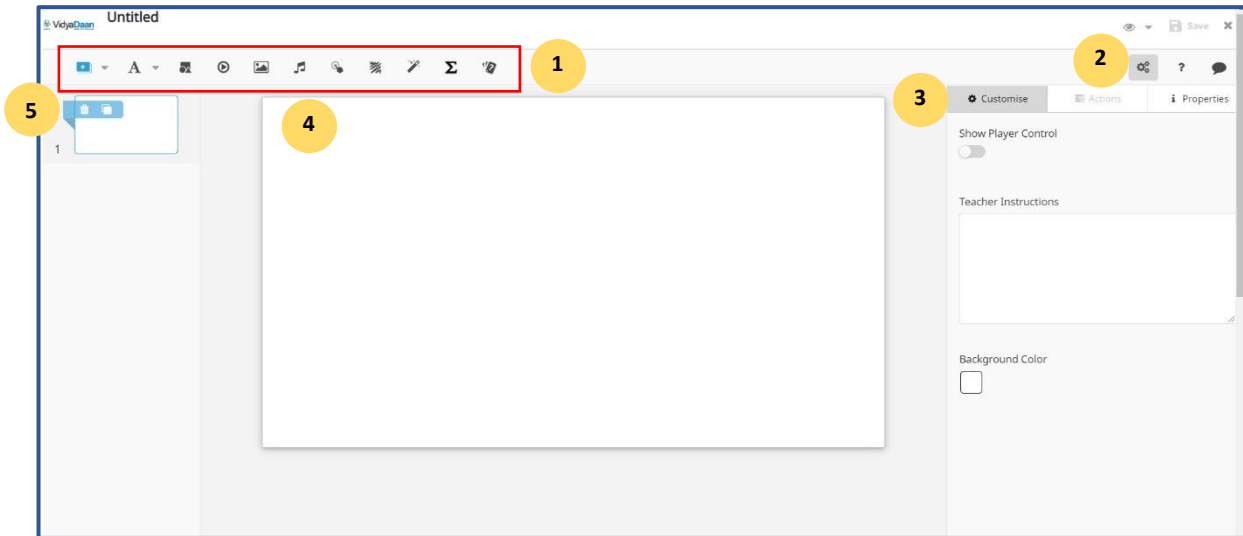 VidyaDaan
Untitled
Save
1
2
A
Σ
?
5
3
4
Customise
Actions
i Properties
1
Show Player Control
Teacher Instructions
Background Color